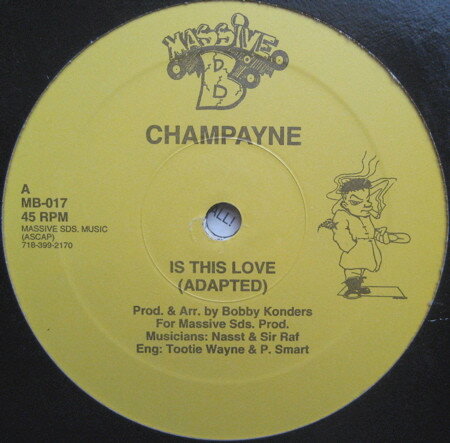 MASSIVE
B
D
D
CHAMPAYNE
A
MB-017
45 RPM
MASSIVE SDS. MUSIC
(ASCAP)
718-399-2170
ALL!
IS THIS LOVE
(ADAPTED)
Prod. & Arr. by Bobby Konders
For Massive Sds. Prod.
Musicians: Nasst & Sir Raf
Eng: Tootie Wayne & P. Smart